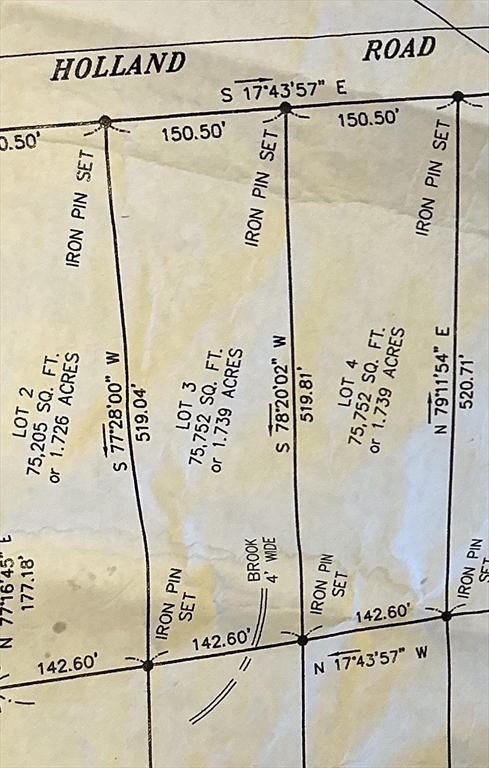 HOLLAND ROAD
S 17°43'57" E
0.50'
150.50'
150.50'
IRON PIN SET
IRON PIN SET
IRON PIN SET
LOT 2
75,205 SQ. FT.
or 1.726 ACRES
S 77°28'00" W
519.04'
LOT 3
75,752 SQ. FT.
or 1.739 ACRES
S 78°20'02" W
519.81'
LOT 4
75,752 SQ. FT.
or 1.739 ACRES
N 79°11'54" E
520.71'
N 77°16'45" E
177.18'
IRON PIN
SET
BROOK
4' WIDE
IRON PIN
SET
IRON PIN
SET
142.60'
142.60'
142.60'
N 17°43'57" W